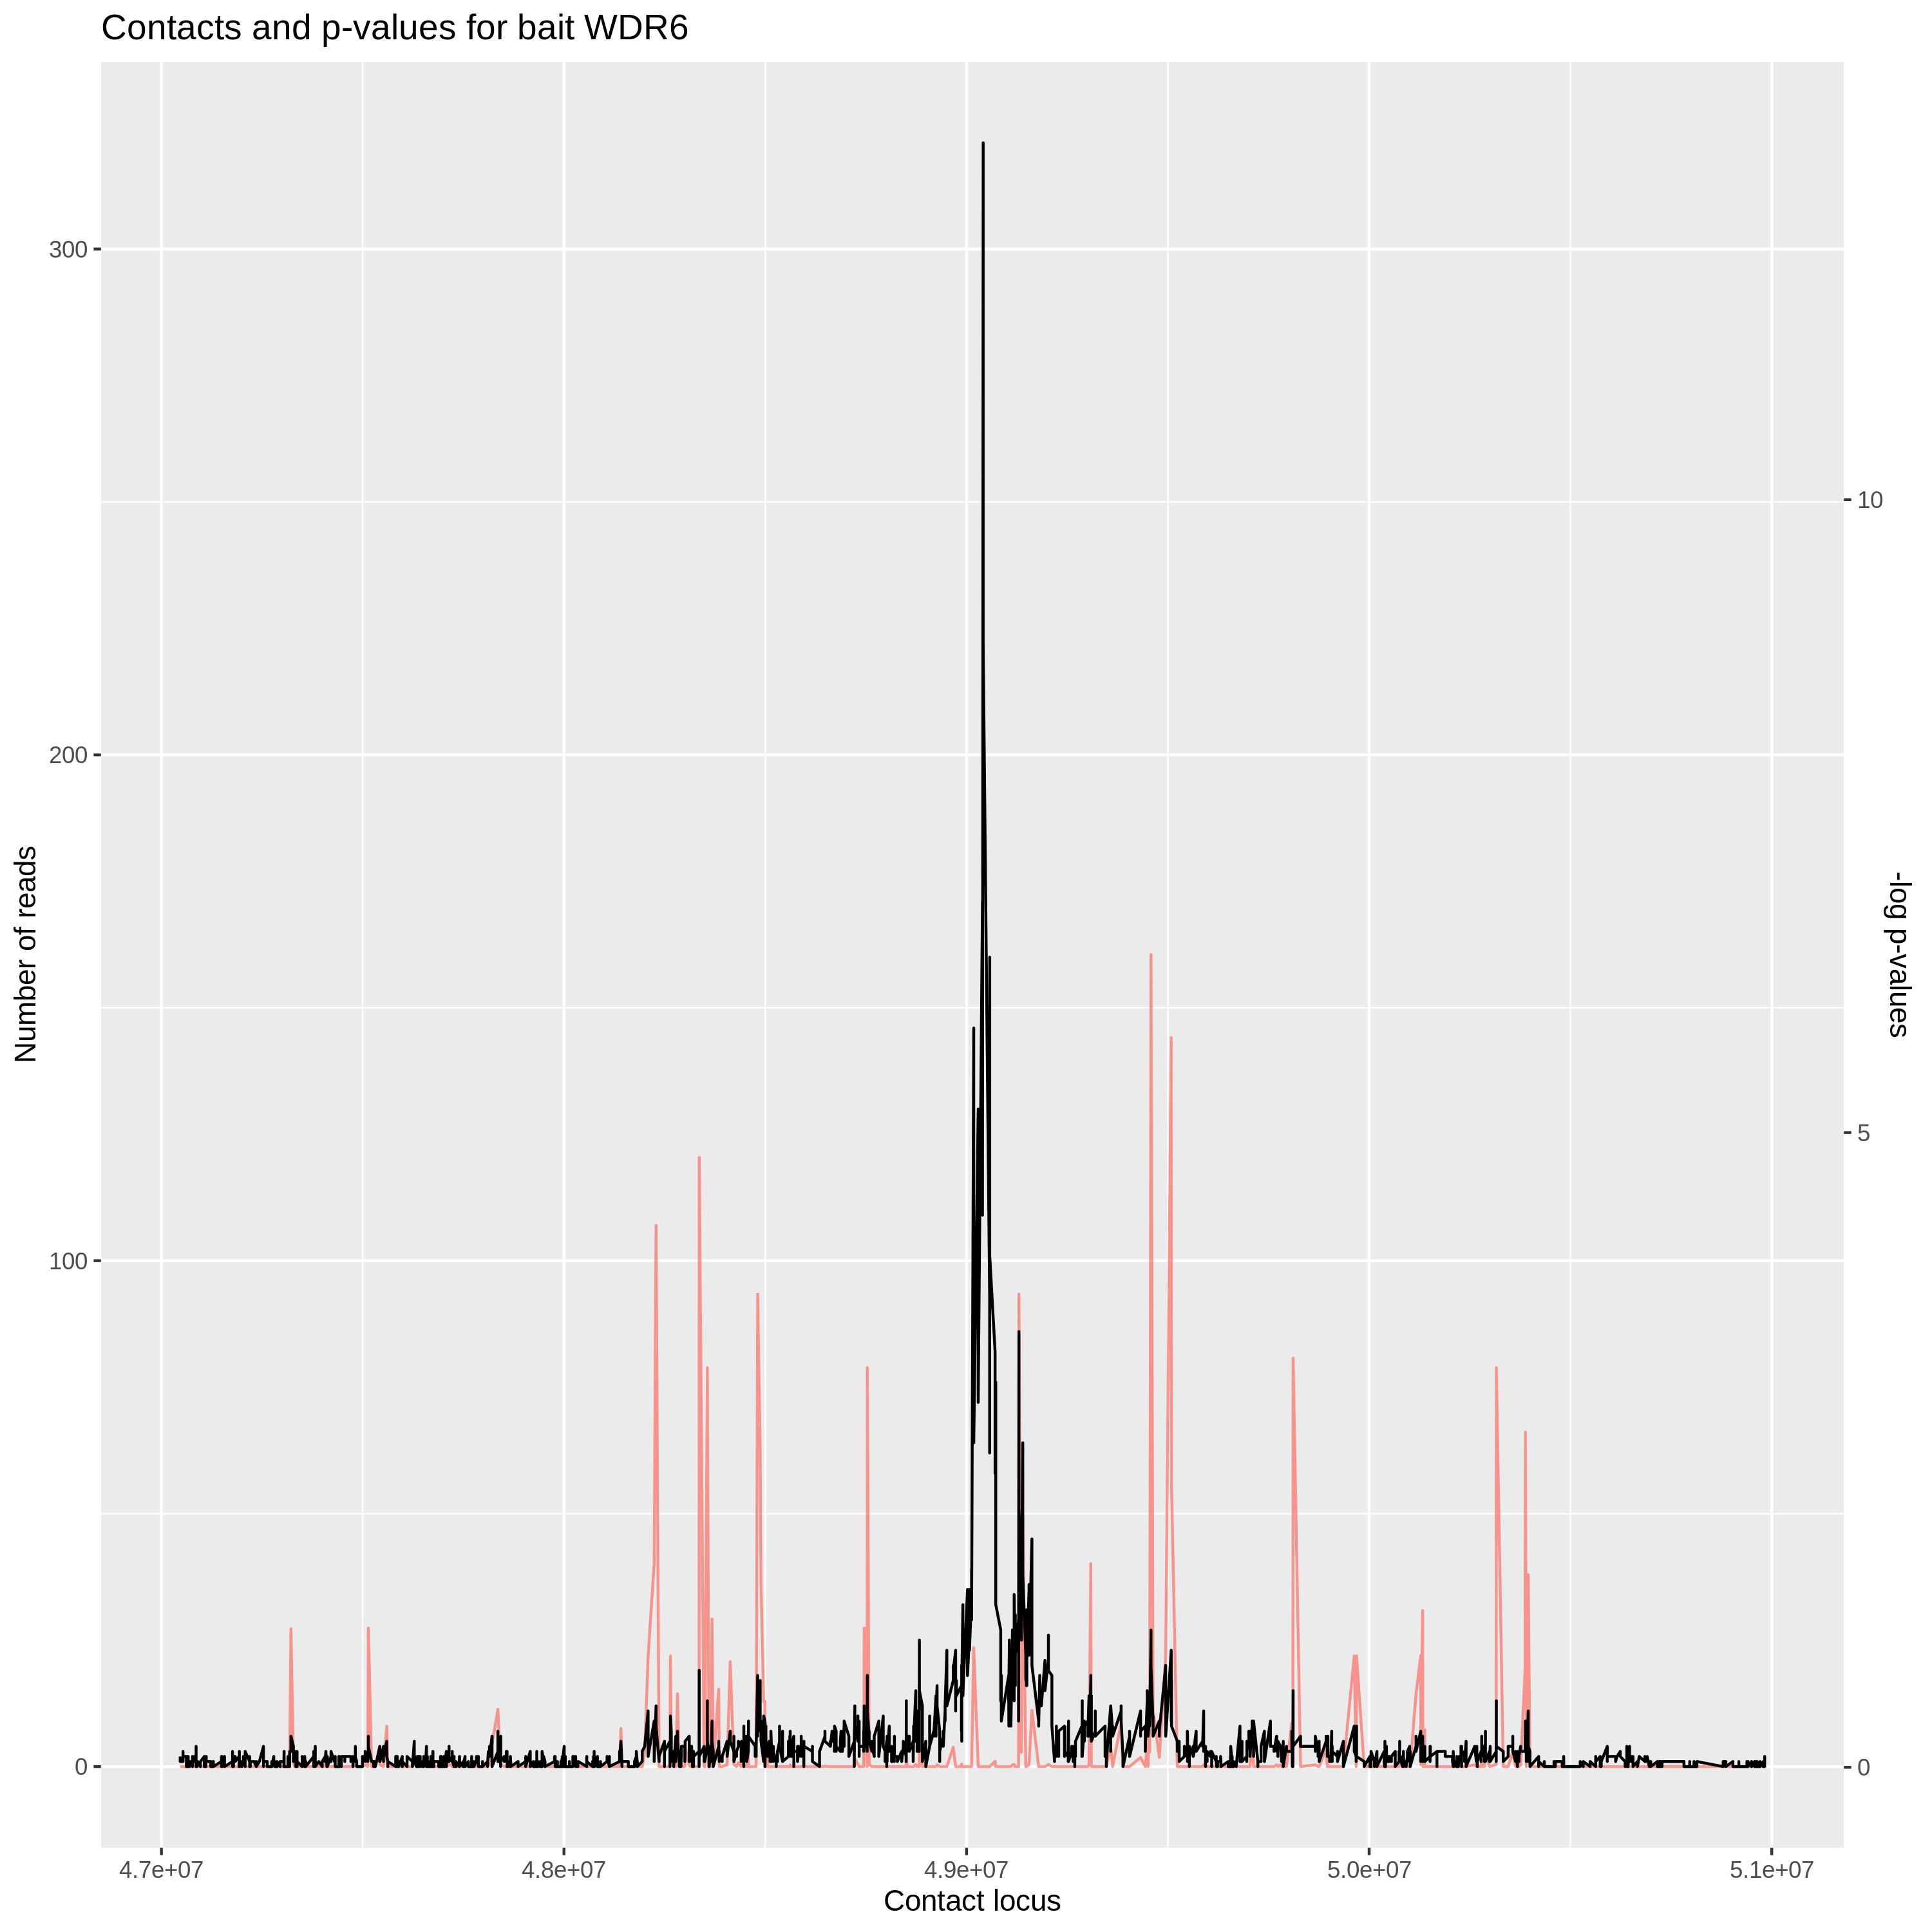 Contacts and p-values for bait WDR6
300
200
100
0
Number of reads
10
5
0
-log p-values
4.7e+07 4.8e+07 4.9e+07 5.0e+07 5.1e+07
Contact locus